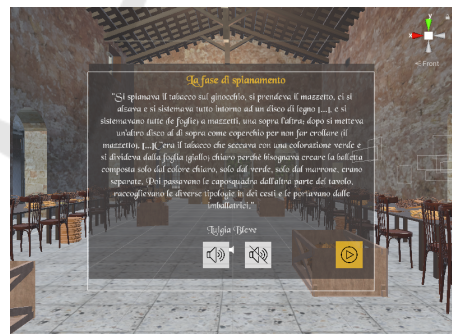 La fase di spianamento
"Si spianava il tabacco sul ginocchio, si prendeva il mazzetto, ci si
alzava e si sistemava tutto intorno ad un disco di legno [...], e si
sistemavano tutte (le foglie) a mazzetti, una sopra l'altra; dopo si metteva
un'altro disco al di sopra come coperchio per non far crollare (il
mazzetto). [...]C'era il tabacco che seccava con una colorazione verde e
si divideva dalla foglia (giallo) chiaro perché bisognava creare la balletta
composta solo dal colore chiaro, solo dal verde, solo dal marrone, erano
separate. Poi passavano le caposquadra dall'altra parte del tavolo,
raccoglievano le diverse tipologie in dei cesti e le portavano dalle
imballatrici."
Luigia Bleve
Front